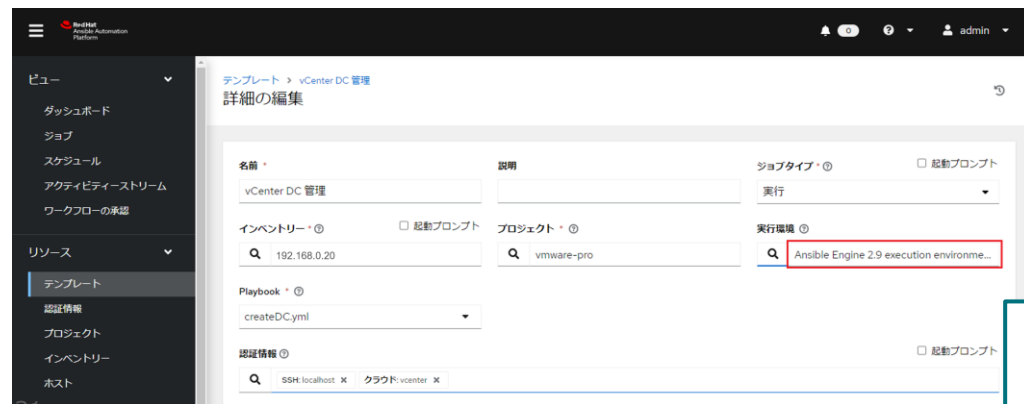 Red Hat
Ansible Automation
Platform
0
admin
ビュー
ダッシュボード
ジョブ
スケジュール
アクティビティーストリーム
ワークフローの承認
リソース
テンプレート
認証情報
プロジェクト
インベントリー
ホスト
テンプレート > vCenter DC 管理
詳細の編集
名前 *
vCenter DC 管理
説明
ジョブタイプ *
起動プロンプト
実行
インベントリー *
起動プロンプト
192.168.0.20
プロジェクト *
vmware-pro
実行環境
Ansible Engine 2.9 execution environme...
Playbook *
createDC.yml
認証情報
起動プロンプト
SSH: localhost ×
クラウド: vcenter ×